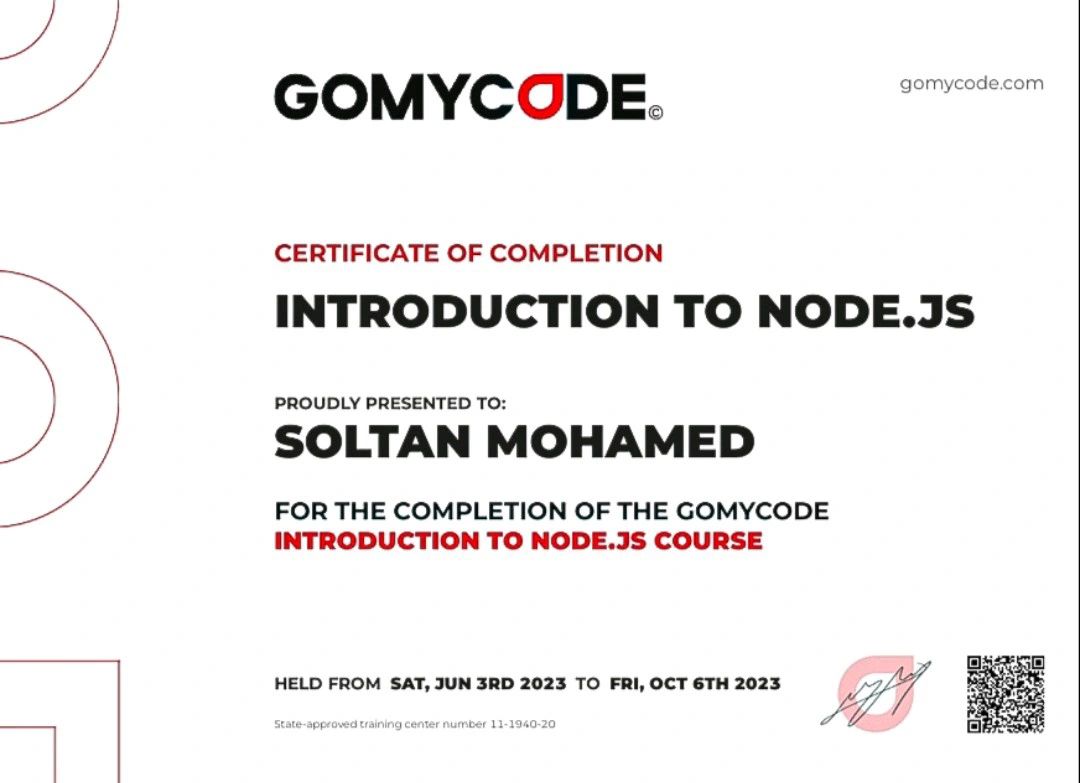 GOMYCODE©
gomycode.com
CERTIFICATE OF COMPLETION
INTRODUCTION TO NODE.JS
PROUDLY PRESENTED TO:
SOLTAN MOHAMED
FOR THE COMPLETION OF THE GOMYCODE
INTRODUCTION TO NODE.JS COURSE
HELD FROM SAT, JUN 3RD 2023 TO FRI, OCT 6TH 2023
State-approved training center number 11-1940-20